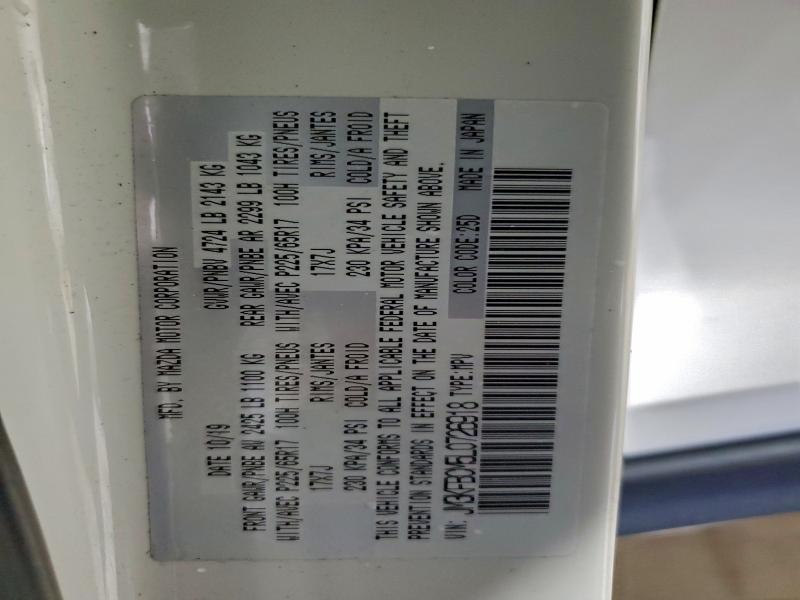 MFD. BY MAZDA MOTOR CORPORATION
DATE 10/19 GVWR/PNBV 4724 LB 2143 KG
FRONT GAWR/PNBE AV 2425 LB 1100 KG REAR GAWR/PNBE AR 2299 LB 1043 KG
WITH/AVEC P225/65R17 100H TIRES/PNEUS WITH/AVEC P225/65R17 100H TIRES/PNEUS
17X7J RIMS/JANTES 17X7J RIMS/JANTES
230 KPA/34 PSI COLD/A FROID 230 KPA/34 PSI COLD/A FROID
THIS VEHICLE CONFORMS TO ALL APPLICABLE FEDERAL MOTOR VEHICLE SAFETY AND THEFT
PREVENTION STANDARDS IN EFFECT ON THE DATE OF MANUFACTURE SHOWN ABOVE.
COLOR CODE:25D MADE IN JAPAN
VIN: TYPE:MPV